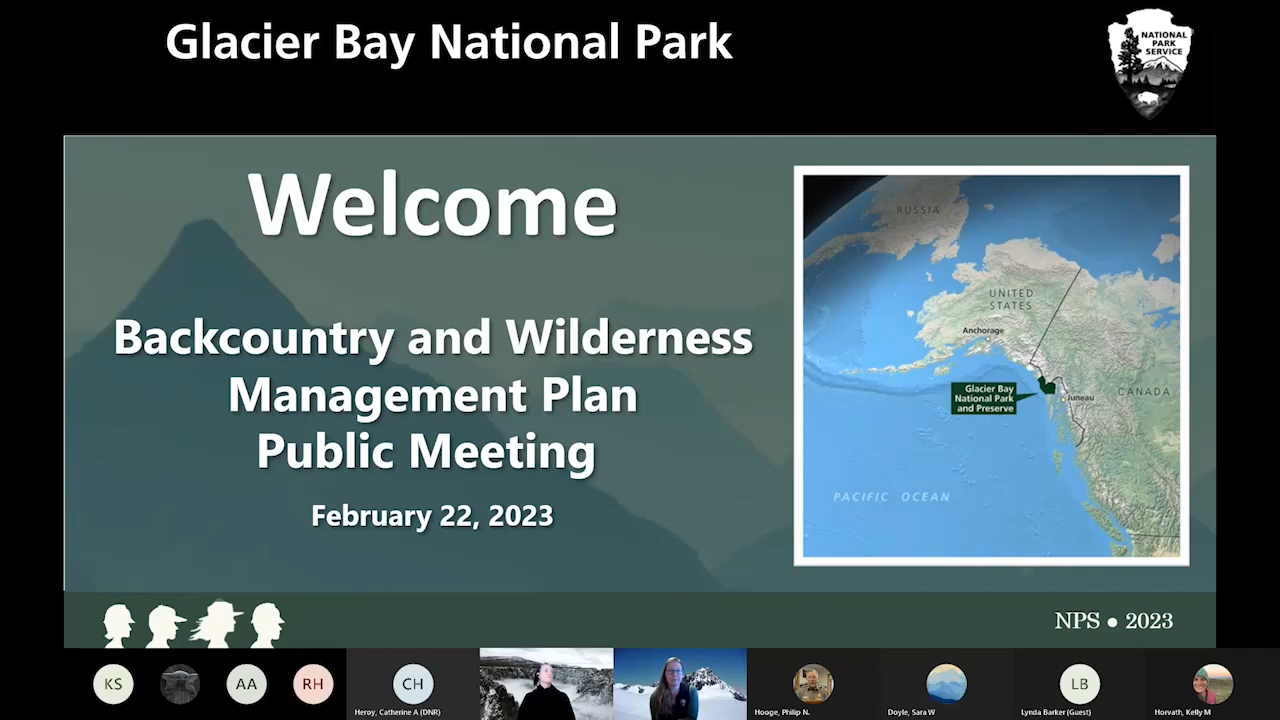 Glacier Bay National Park
NATIONAL
PARK
SERVICE
Welcome
Backcountry and Wilderness
Management Plan
Public Meeting
February 22, 2023
RUSSIA
UNITED
STATES
Anchorage
Glacier Bay
National Park
and Preserve
Juneau
CANADA
PACIFIC OCEAN
NPS • 2023
KS
AA
RH
CH
LB
Heroy, Catherine A (DNR)
Hooge, Philip N.
Doyle, Sara W
Lynda Barker (Guest)
Horvath, Kelly M